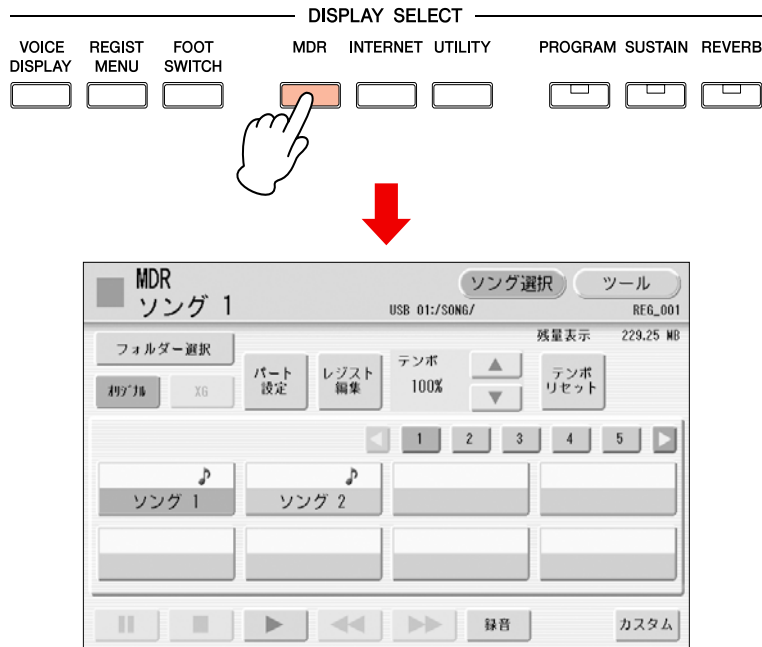 DISPLAY SELECT
VOICE DISPLAY
REGIST MENU
FOOT SWITCH
MDR
INTERNET
UTILITY
PROGRAM
SUSTAIN
REVERB
MDR
ソング 1
ソング選択
ツール
USB 01:/SONG/
REG_001
残量表示
229.25 MB
フォルダー選択
オリジナル
XG
パート
設定
レジスト
編集
テンポ
100%
テンポ
リセット
1
2
3
4
5
ソング 1
ソング 2
録音
カスタム